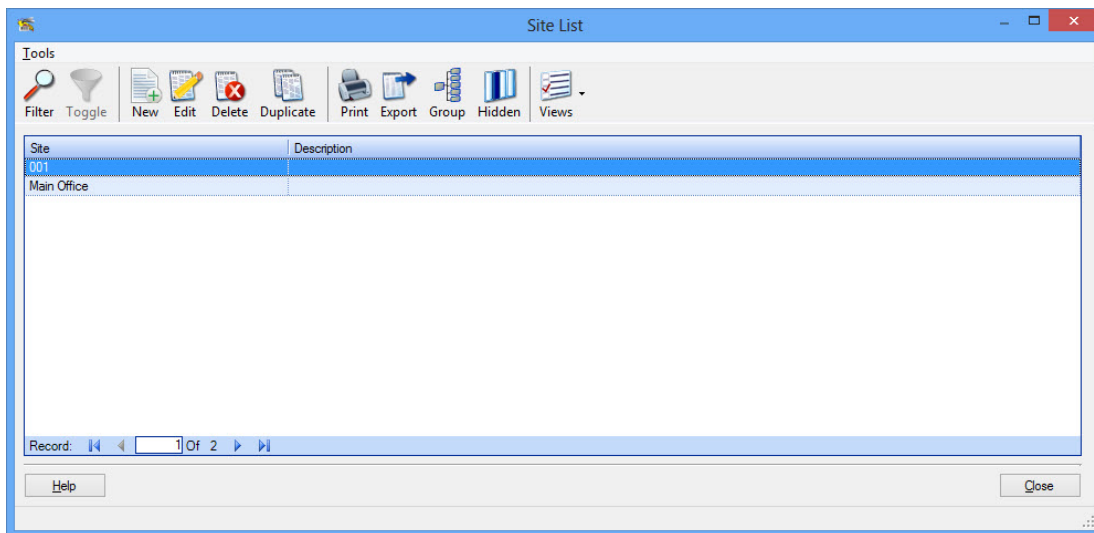 Site List
Tools
Filter Toggle New Edit Delete Duplicate Print Export Group Hidden Views
Site Description
001
Main Office
Record: 1 Of 2
Help Close